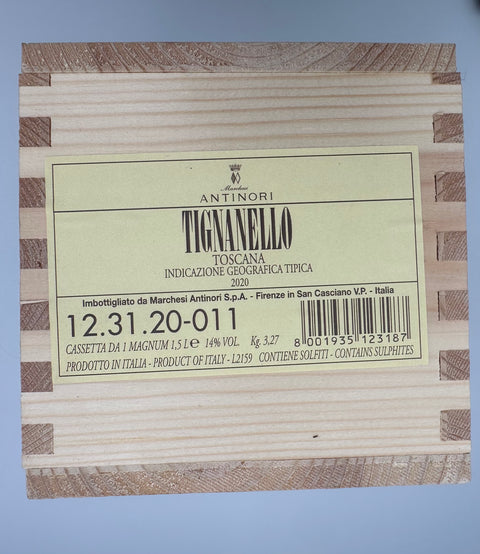 Marchesi
ANTINORI
TIGNANELLO
TOSCANA
INDICAZIONE GEOGRAFICA TIPICA
2020
Imbottigliato da Marchesi Antinori S.p.A. - Firenze in San Casciano V.P. - Italia
12.31.20-011
CASSETTA DA 1 MAGNUM 1,5 L ℮ 14% VOL. Kg. 3,27
8 001935 123187
PRODOTTO IN ITALIA - PRODUCT OF ITALY - L2159 CONTIENE SOLFITI - CONTAINS SULPHITES